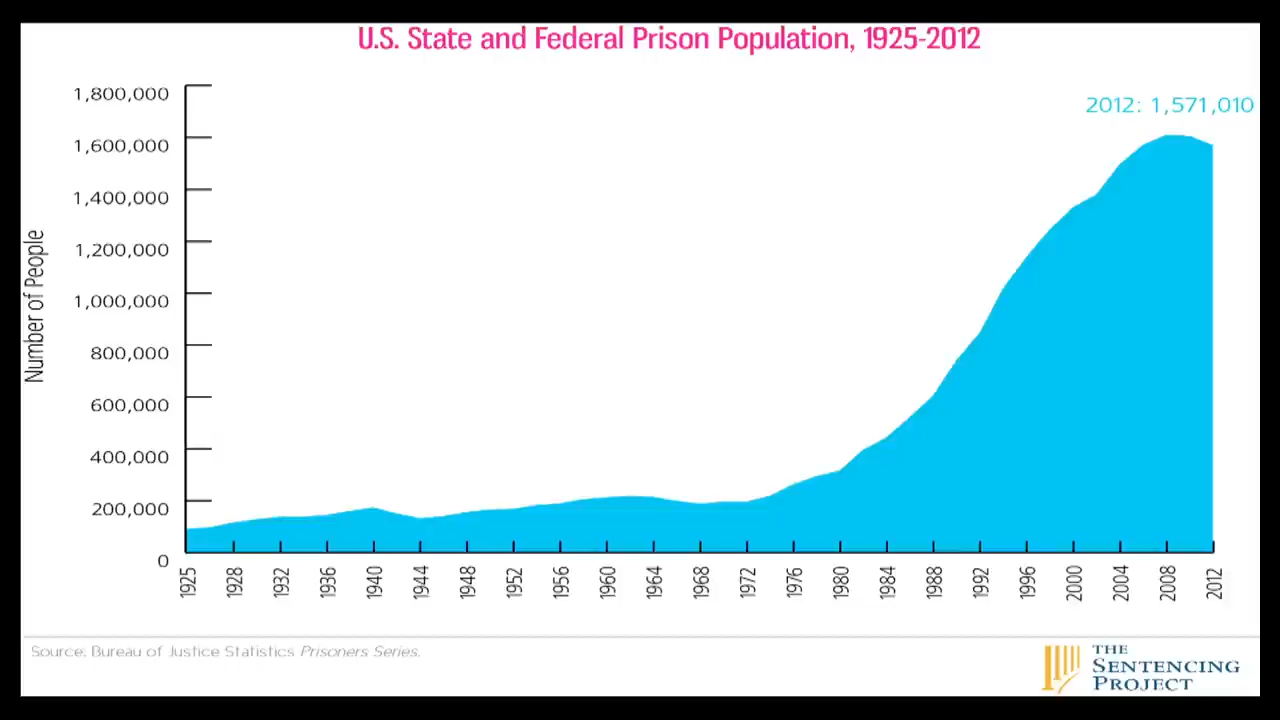 U.S. State and Federal Prison Population, 1925-2012
2012: 1,571,010
Number of People
1,800,000
1,600,000
1,400,000
1,200,000
1,000,000
800,000
600,000
400,000
200,000
0
1925 1928 1932 1936 1940 1944 1948 1952 1956 1960 1964 1968 1972 1976 1980 1984 1988 1992 1996 2000 2004 2008 2012
Source: Bureau of Justice Statistics Prisoners Series.
THE
SENTENCING
PROJECT